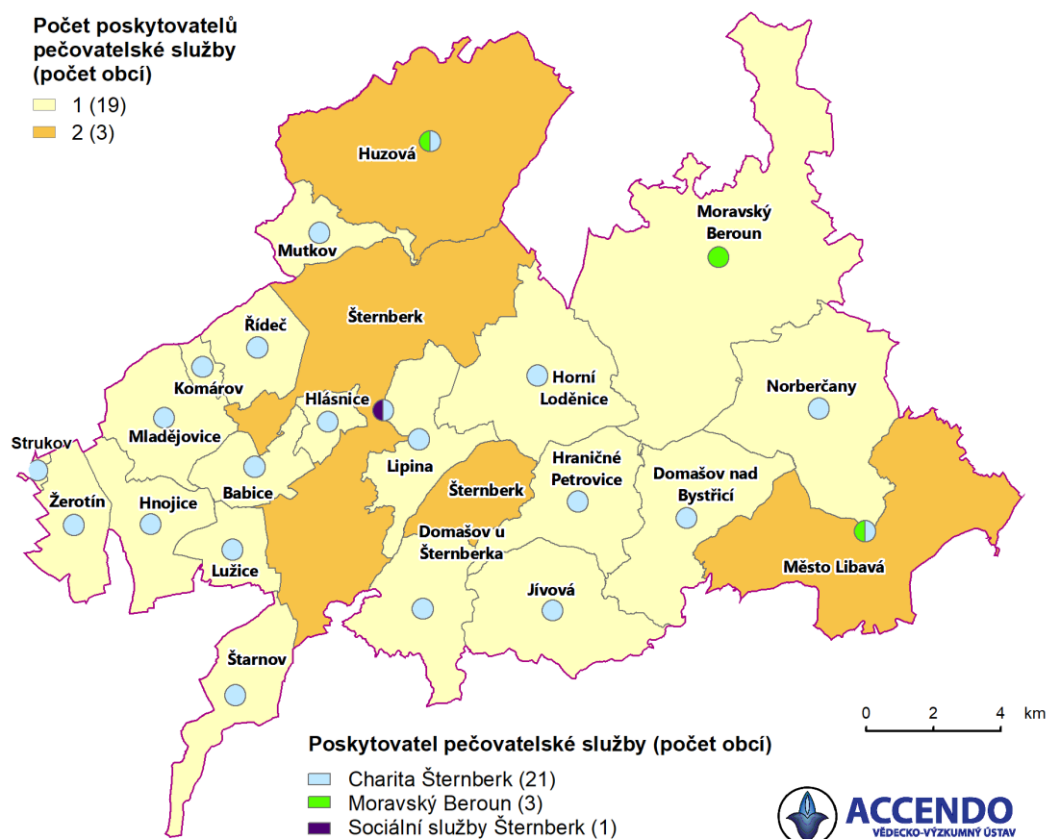 Počet poskytovatelů
pečovatelské služby
(počet obcí)
1 (19)
2 (3)
Huzová
Moravský
Beroun
Mutkov
Šternberk
Řídeč
Komárov
Hlásnice
Horní
Loděnice
Norberčany
Mladějovice
Strukov
Lipina
Hraničné
Petrovice
Domašov nad
Bystřicí
Žerotín
Hnojice
Babice
Šternberk
Domašov u
Šternberka
Lužice
Město Libavá
Jívová
Štarnov
0 2 4 km
Poskytovatel pečovatelské služby (počet obcí)
Charita Šternberk (21)
Moravský Beroun (3)
Sociální služby Šternberk (1)
ACCENDO
VĚDECKO-VÝZKUMNÝ ÚSTAV